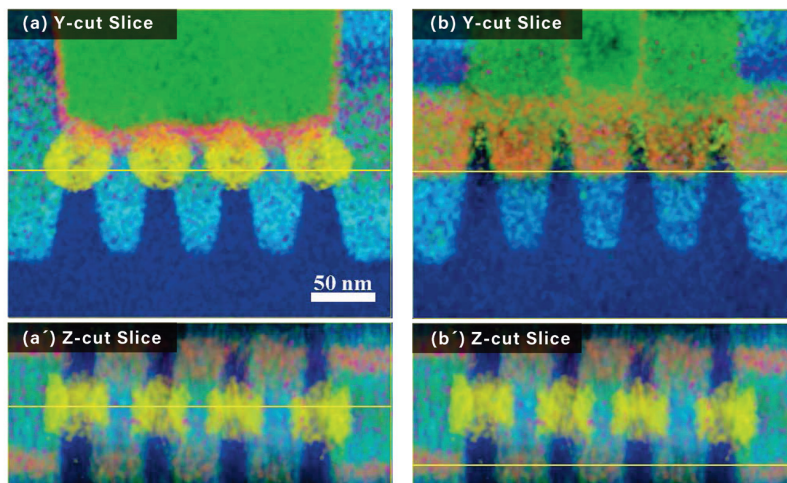 (a) Y-cut Slice
(b) Y-cut Slice
50 nm
(a´) Z-cut Slice
(b´) Z-cut Slice